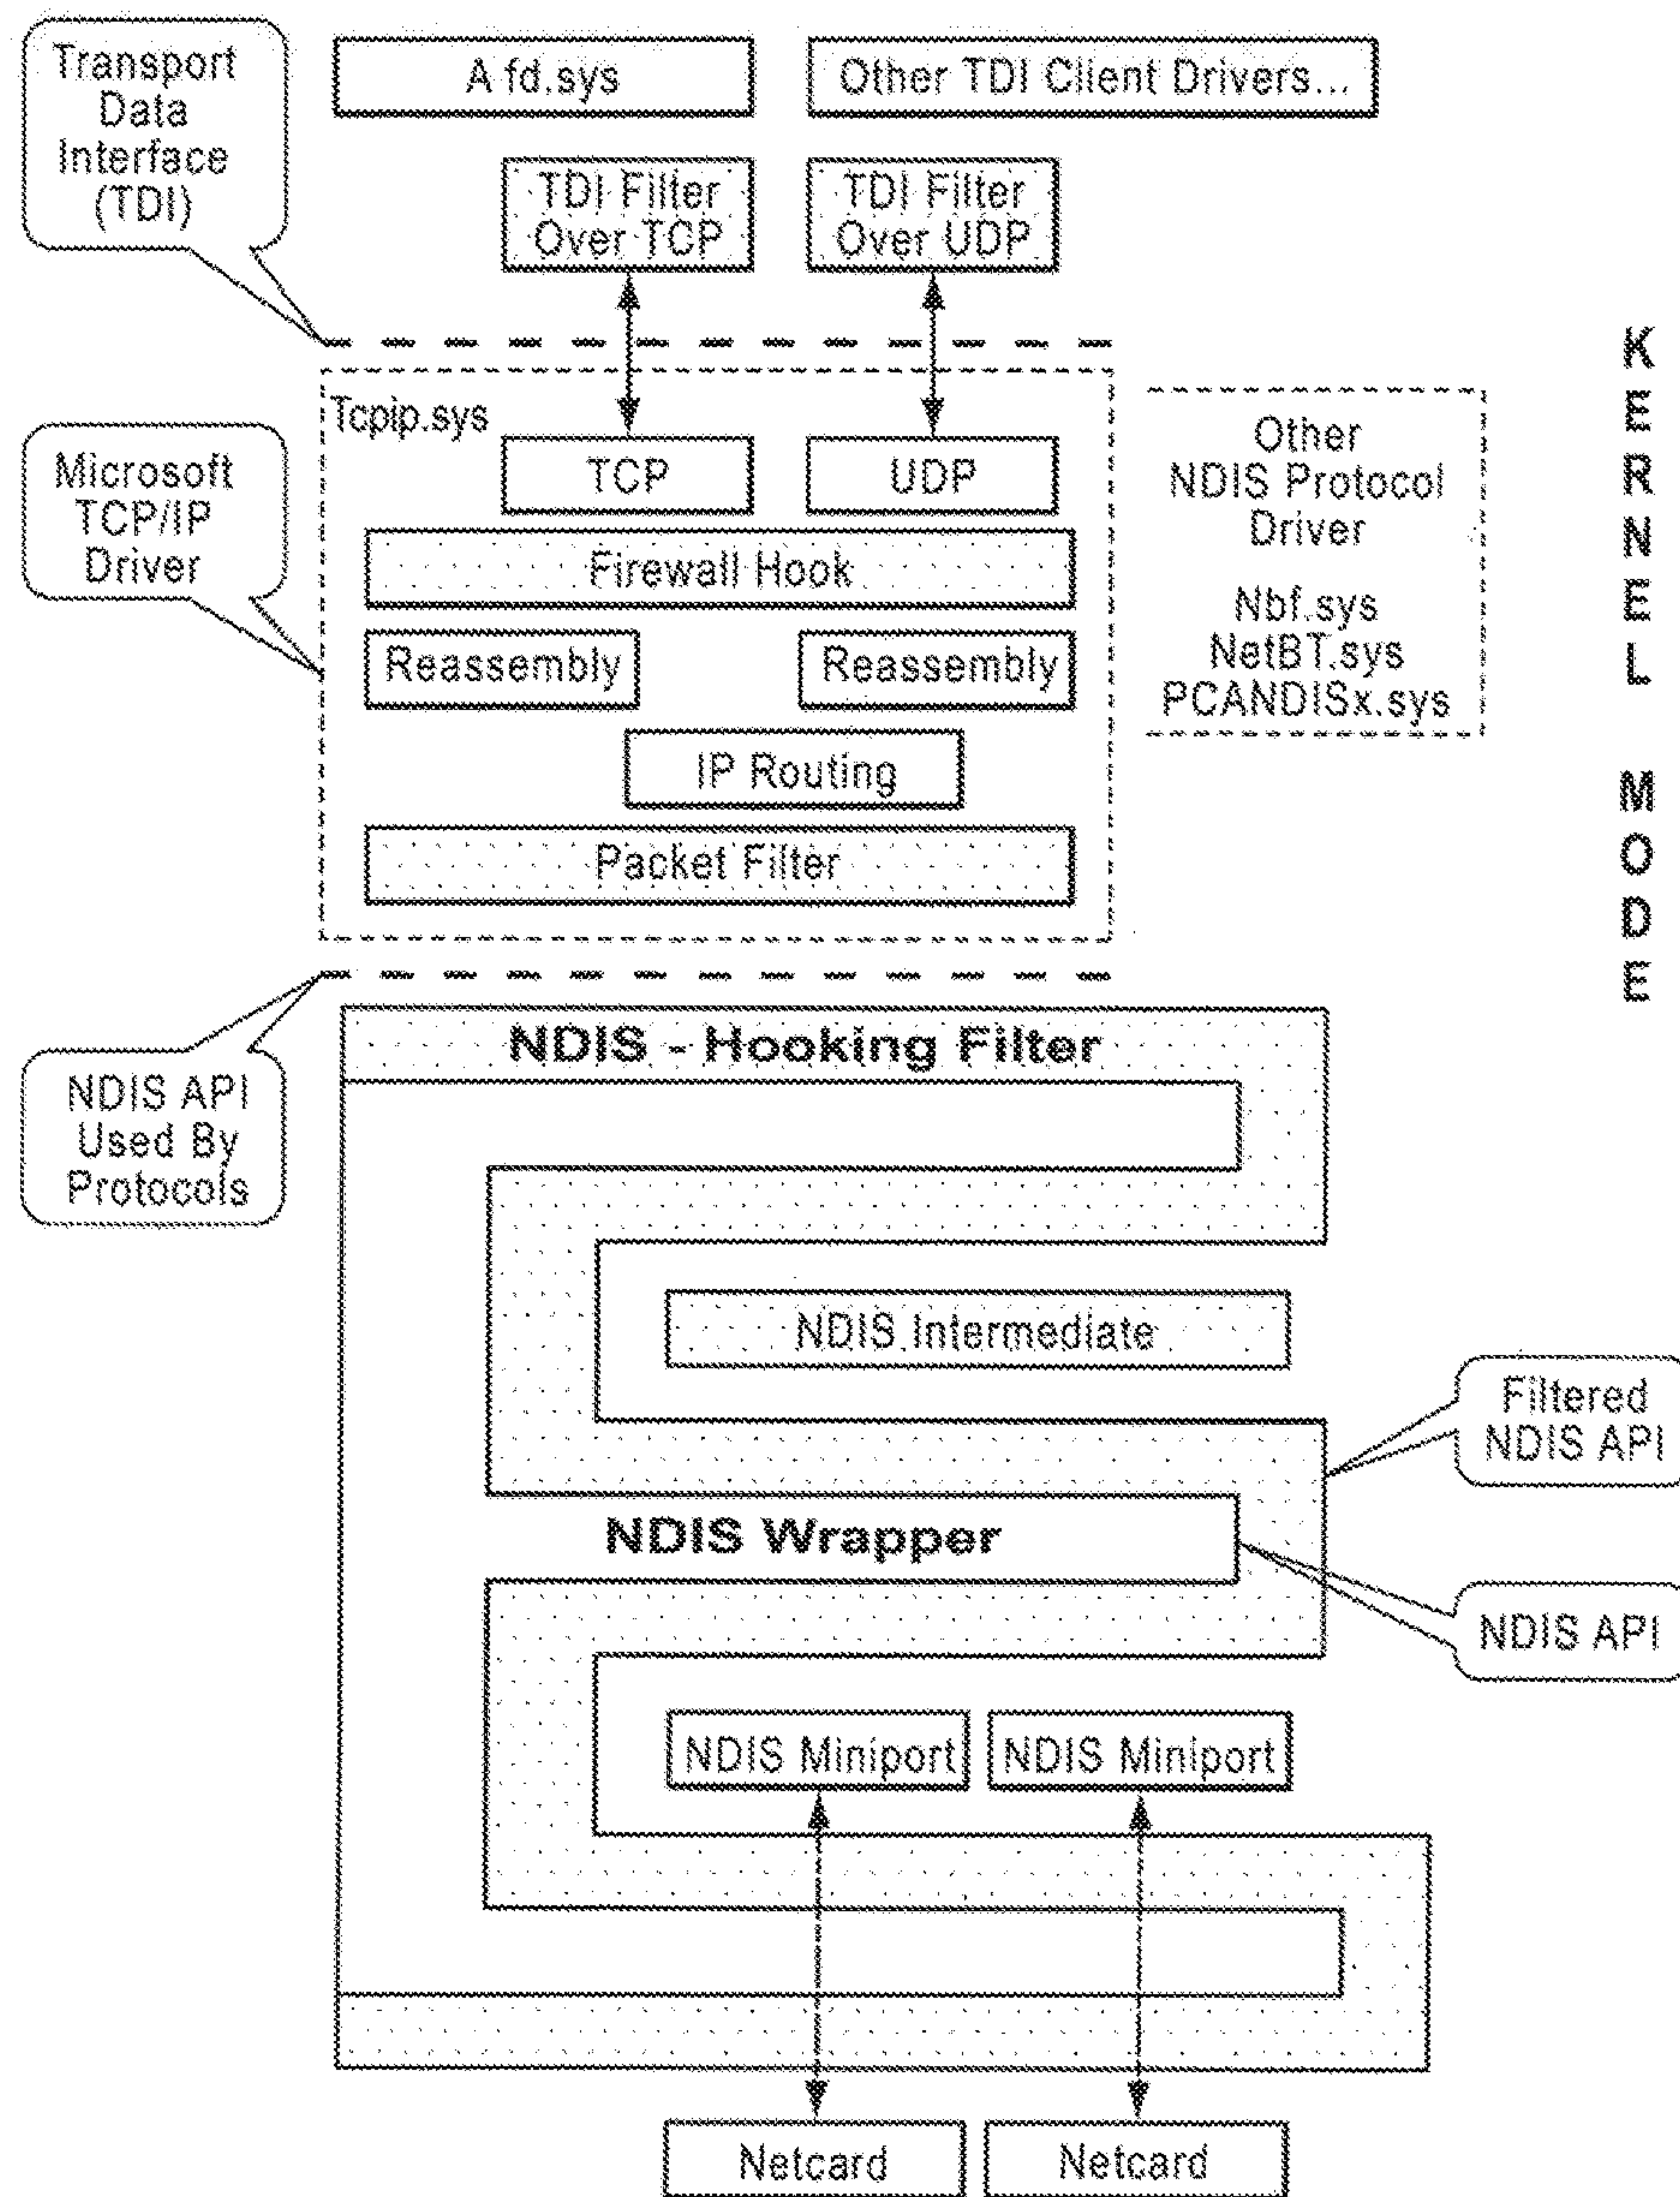 Transport
Data
Interface
(TDI)
A fd.sys
Other TDI Client Drivers...
TDI Filter
Over TCP
TDI Filter
Over UDP
Tcpip.sys
TCP
UDP
Microsoft
TCP/IP
Driver
Firewall Hook
Reassembly
Reassembly
IP Routing
Packet Filter
Other
NDIS Protocol
Driver
Nbf.sys
NetBT.sys
PCANDISx.sys
KERNEL MODE
NDIS API
Used By
Protocols
NDIS - Hooking Filter
NDIS Intermediate
Filtered
NDIS API
NDIS Wrapper
NDIS API
NDIS Miniport
NDIS Miniport
Netcard
Netcard